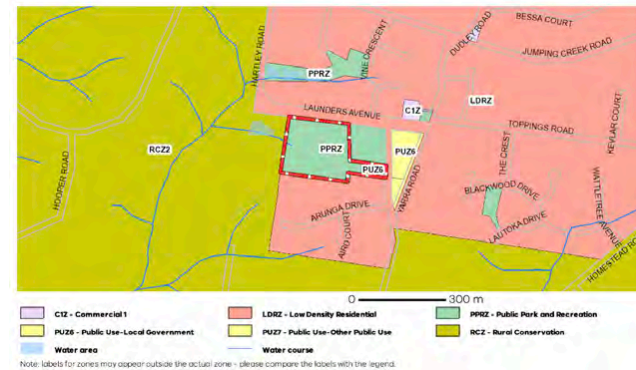 BESSA COURT
DUDLEY ROAD
JUMPING CREEK ROAD
HARTLEY ROAD
VINE CRESCENT
PPRZ
LDRZ
C1Z
LAUNDERS AVENUE
TOPPINGS ROAD
KEVLAR COURT
RCZ2
PPRZ
PUZ6
THE CREST
HOOPER ROAD
PUZ6
BLACKWOOD DRIVE
YARRA ROAD
WATTLETREE AVENUE
ARUNGA DRIVE
AIRD COURT
LAUTOKA DRIVE
HOMESTEAD RO
0 300 m
C1Z - Commercial 1
LDRZ - Low Density Residential
PPRZ - Public Park and Recreation
PUZ6 - Public Use-Local Government
PUZ7 - Public Use-Other Public Use
RCZ - Rural Conservation
Water area
Water course
Note: labels for zones may appear outside the actual zone - please compare the labels with the legend.